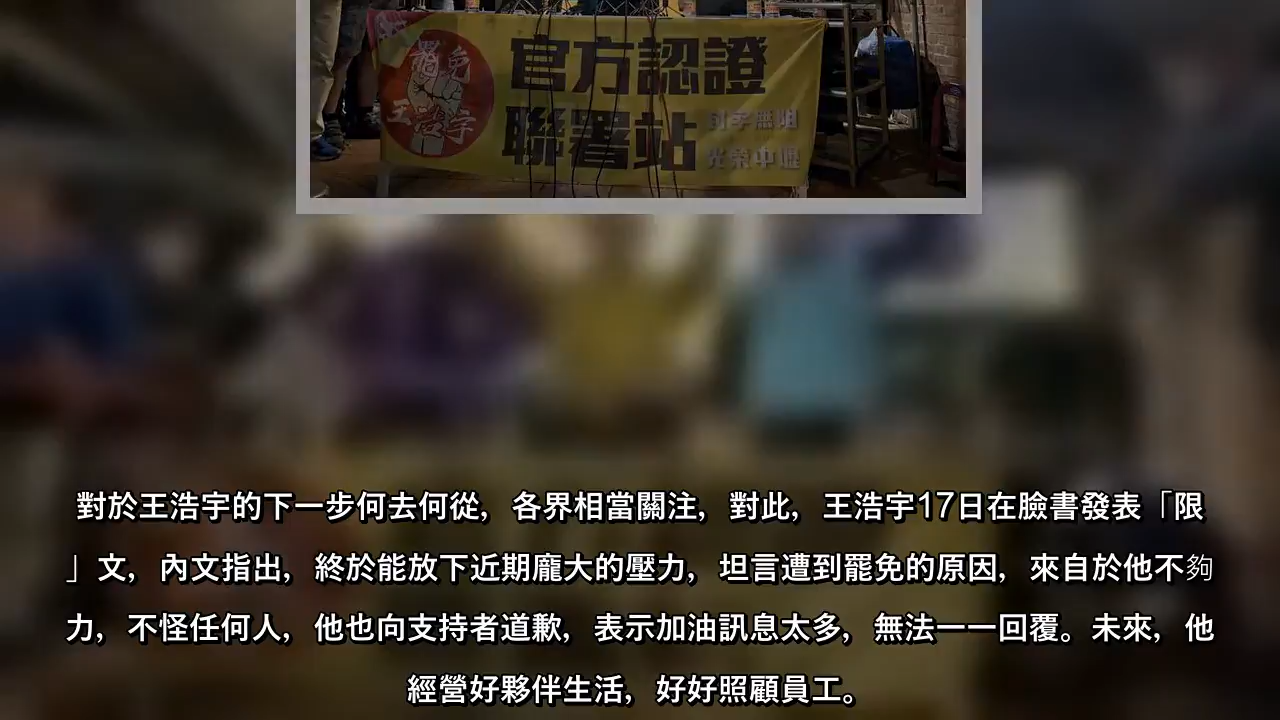 罷免
王浩宇
官方認證
聯署站
光榮中壢
對於王浩宇的下一步何去何從，各界相當關注，對此，王浩宇17日在臉書發表「限
」文，內文指出，終於能放下近期龐大的壓力，坦言遭到罷免的原因，來自於他不夠
力，不怪任何人，他也向支持者道歉，表示加油訊息太多，無法一一回覆。未來，他
經營好夥伴生活，好好照顧員工。